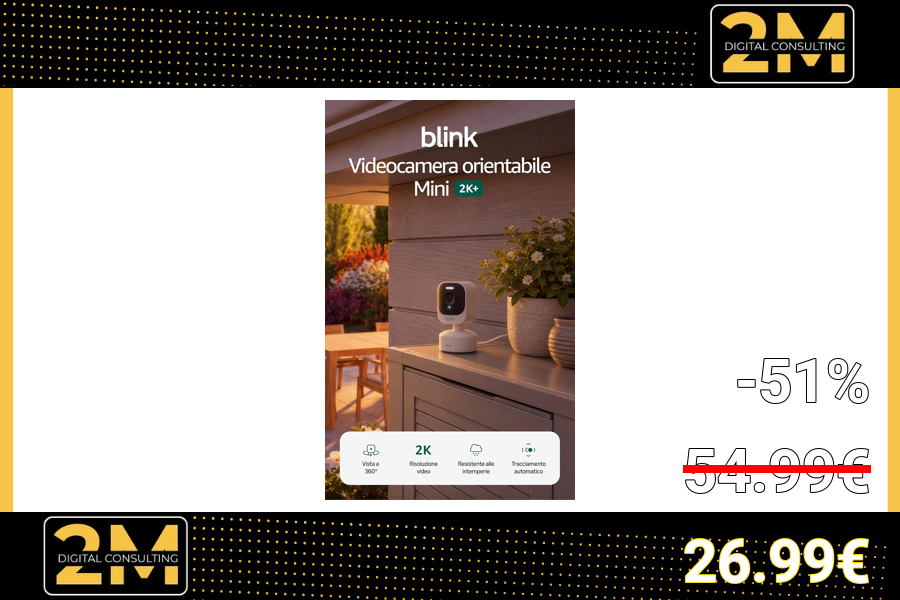 2M
DIGITAL CONSULTING
blink
Videocamera orientabile
Mini 2K+
-51%
54.99€
2K
Vista a
360°
Risoluzione
video
Resistente alle
intemperie
Tracciamento
automatico
2M
DIGITAL CONSULTING
26.99€